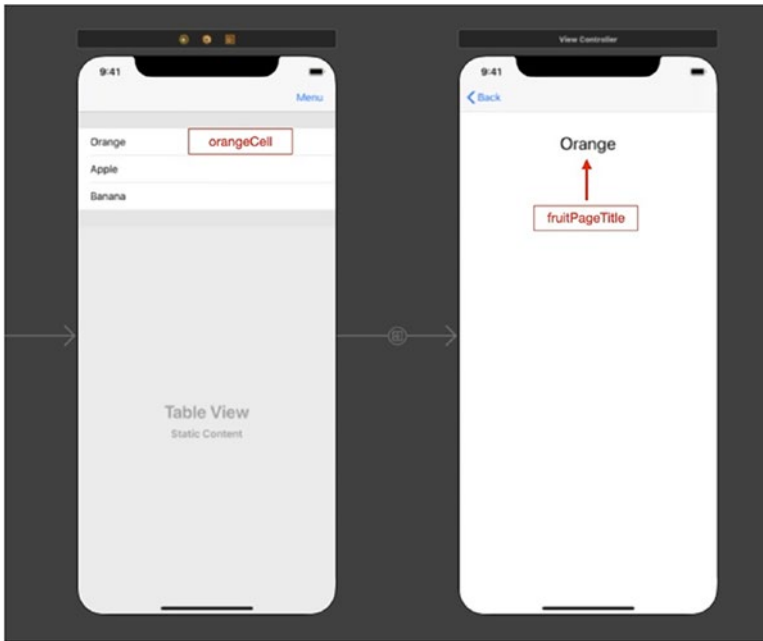 View Controller
9:41
Menu
Orange
orangeCell
Apple
Banana
Table View
Static Content
9:41
Back
Orange
fruitPageTitle